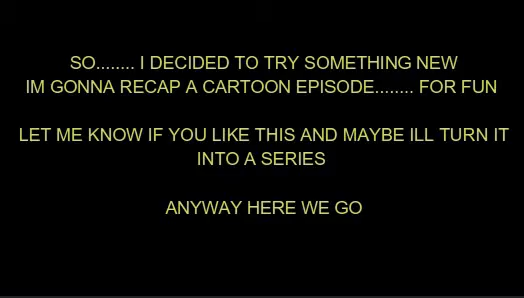 SO........ I DECIDED TO TRY SOMETHING NEW
IM GONNA RECAP A CARTOON EPISODE........ FOR FUN
LET ME KNOW IF YOU LIKE THIS AND MAYBE ILL TURN IT
INTO A SERIES
ANYWAY HERE WE GO